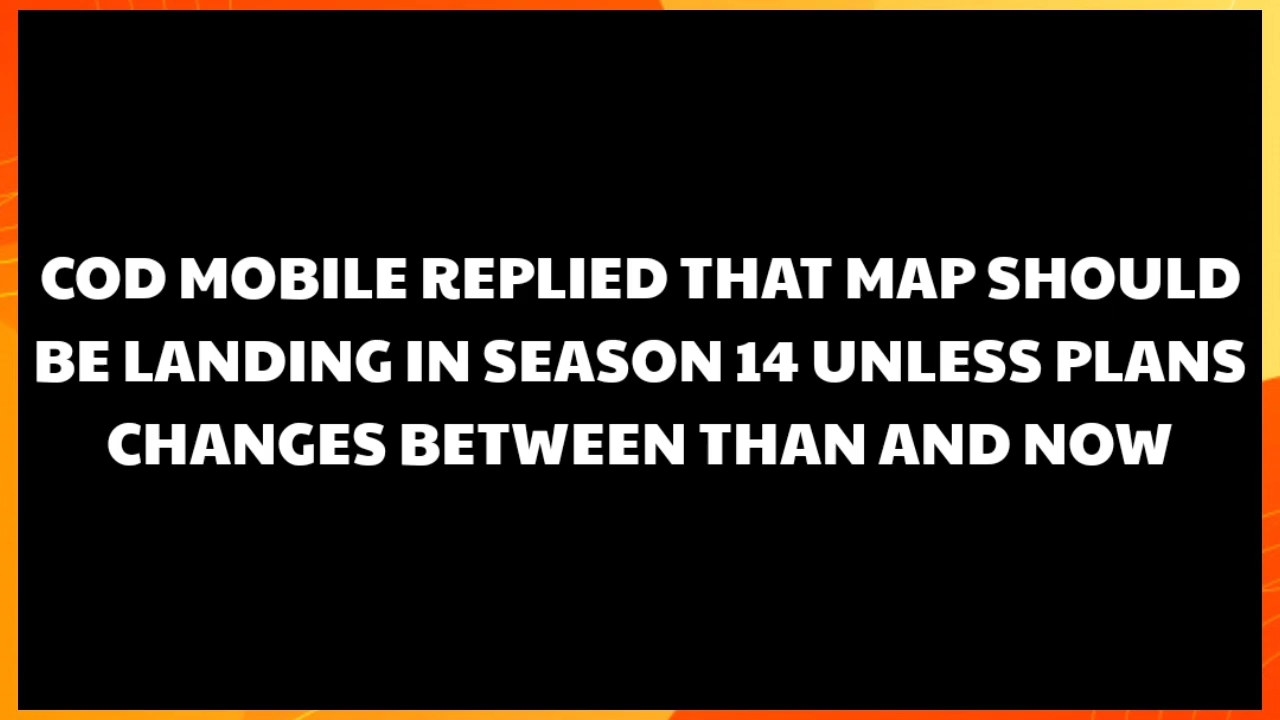 COD MOBILE REPLIED THAT MAP SHOULD
BE LANDING IN SEASON 14 UNLESS PLANS
CHANGES BETWEEN THAN AND NOW